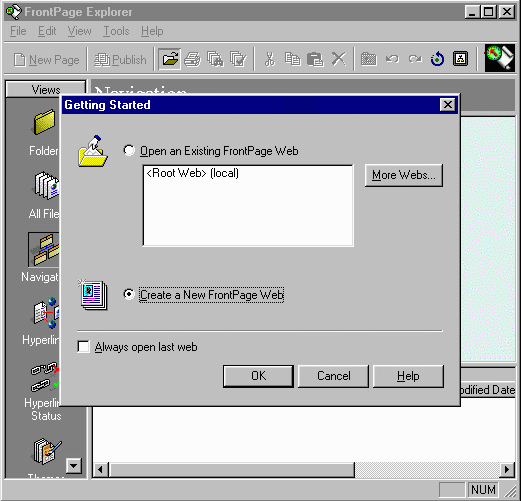 FrontPage Explorer
File Edit View Tools Help
New Page Publish
Views
Navigation
Getting Started
Open an Existing FrontPage Web
<Root Web> (local)
More Webs...
Create a New FrontPage Web
Always open last web
OK Cancel Help
Folder
All File
Navigat
Hyperlin
Hyperlin
Status
Themes
odified Date
NUM